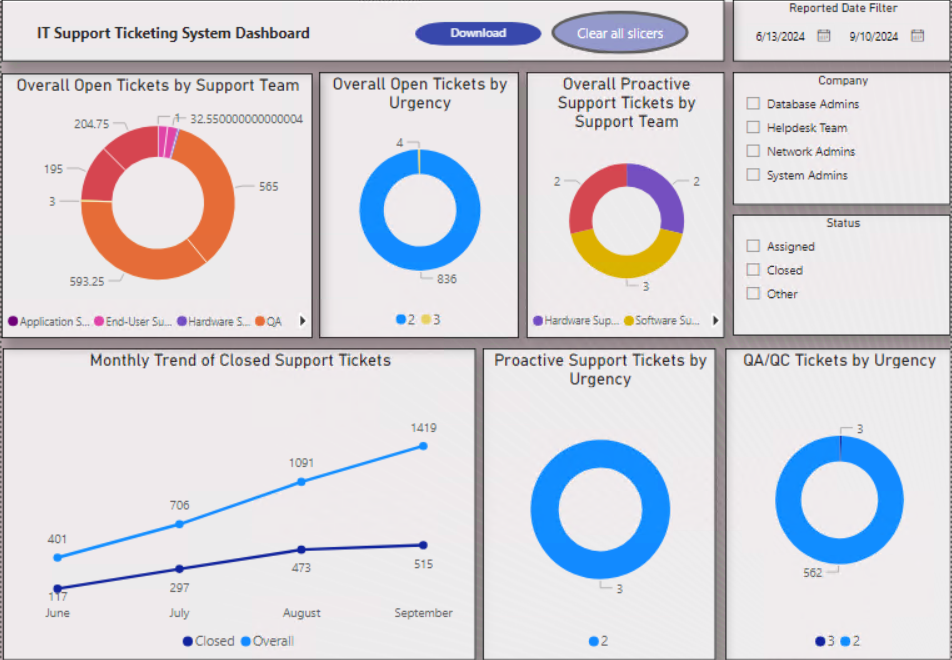 IT Support Ticketing System Dashboard
Download
Clear all slicers
Reported Date Filter
6/13/2024
9/10/2024
Overall Open Tickets by Support Team
1
32.550000000000004
204.75
195
565
3
593.25
Application S...
End-User Su...
Hardware S...
QA
Overall Open Tickets by
Urgency
4
836
2
3
Overall Proactive
Support Tickets by
Support Team
2
2
3
Hardware Sup...
Software Su...
Company
Database Admins
Helpdesk Team
Network Admins
System Admins
Status
Assigned
Closed
Other
Monthly Trend of Closed Support Tickets
1419
1091
706
401
515
473
297
117
June
July
August
September
Closed
Overall
Proactive Support Tickets by
Urgency
3
2
QA/QC Tickets by Urgency
3
562
3
2